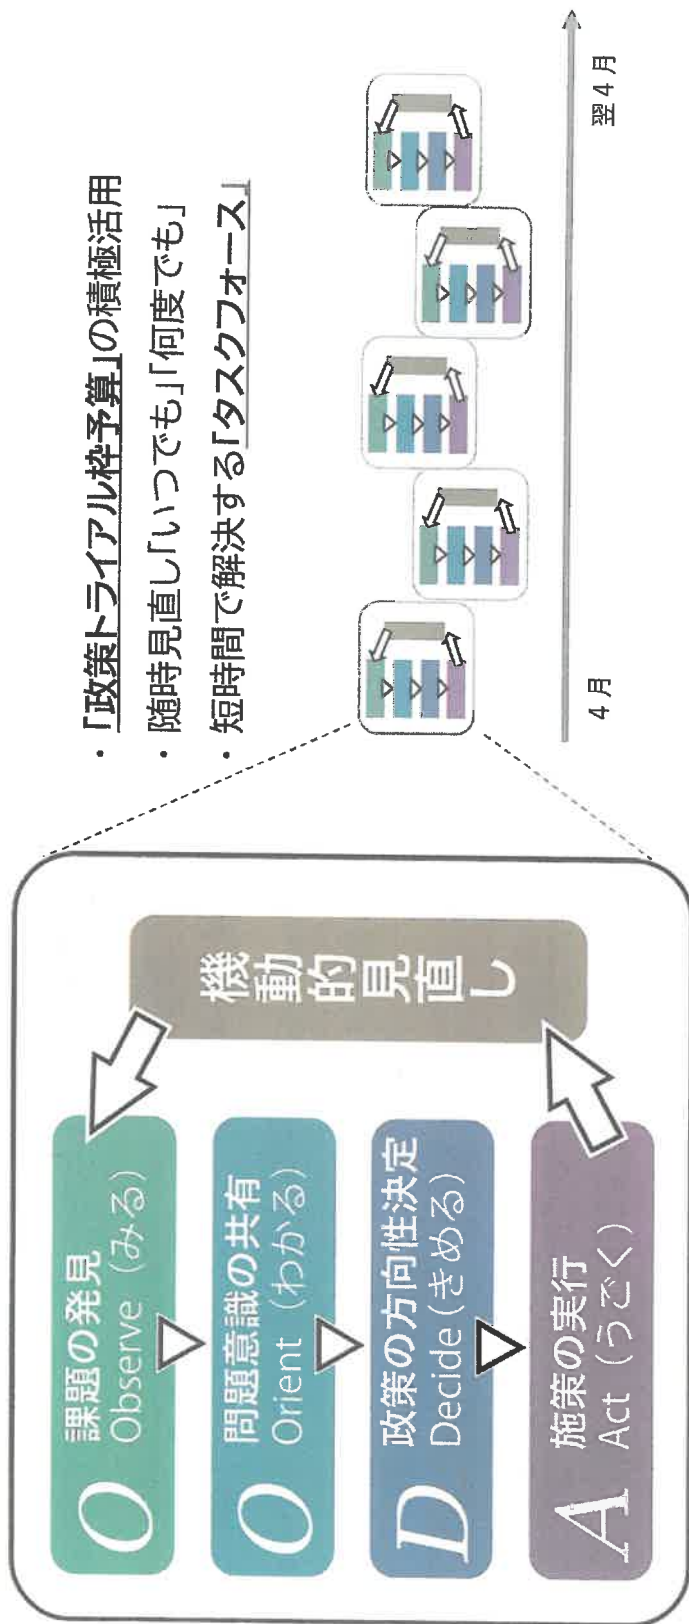 O
課題の発見
Observe（みる）
O
問題意識の共有
Orient（わかる）
D
政策の方向性決定
Decide（きめる）
A
施策の実行
Act（うごく）
機動的見直し
・「政策トライアル枠予算」の積極活用
・随時見直し「いつでも」「何度でも」
・短時間で解決する「タスクフォース」
４月
翌４月